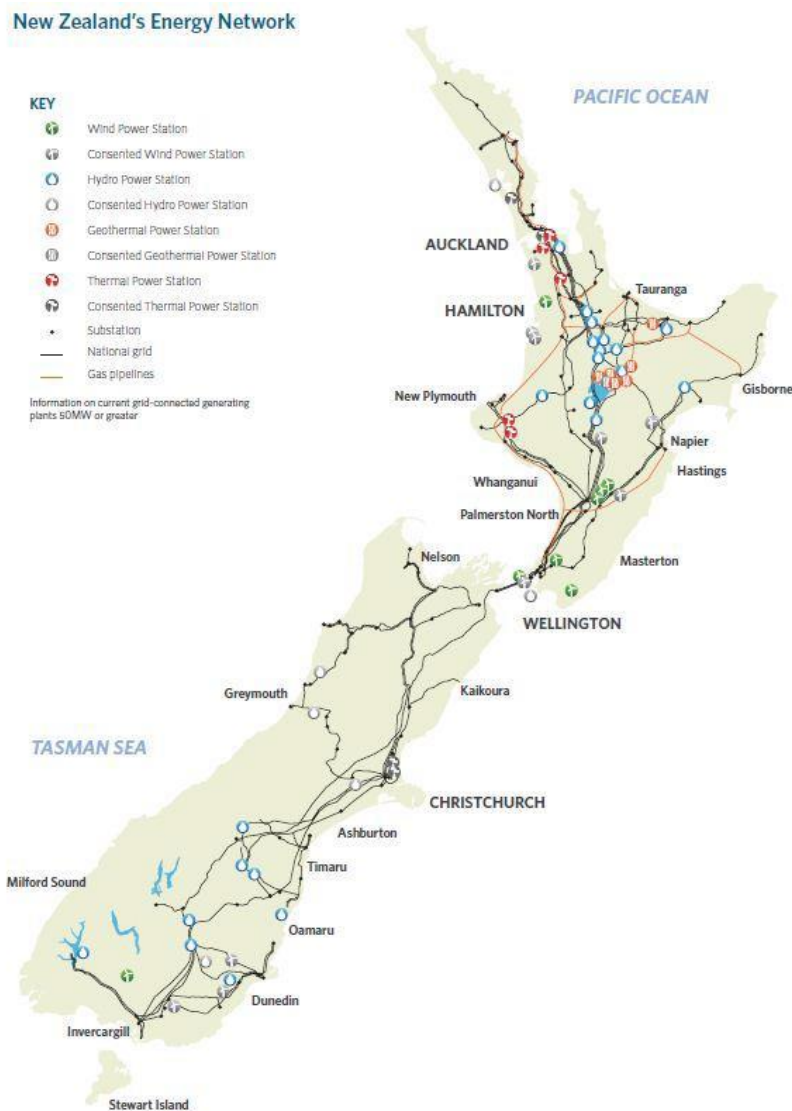 New Zealand's Energy Network
PACIFIC OCEAN
KEY
Wind Power Station
Consented Wind Power Station
Hydro Power Station
Consented Hydro Power Station
Geothermal Power Station
Consented Geothermal Power Station
Thermal Power Station
Consented Thermal Power Station
Substation
National grid
Gas pipelines
Information on current grid-connected generating
plants 50MW or greater
AUCKLAND
HAMILTON
Tauranga
New Plymouth
Gisborne
Napier
Hastings
Whanganui
Palmerston North
Nelson
Masterton
WELLINGTON
Greymouth
Kaikoura
TASMAN SEA
CHRISTCHURCH
Ashburton
Timaru
Milford Sound
Oamaru
Dunedin
Invercargill
Stewart Island